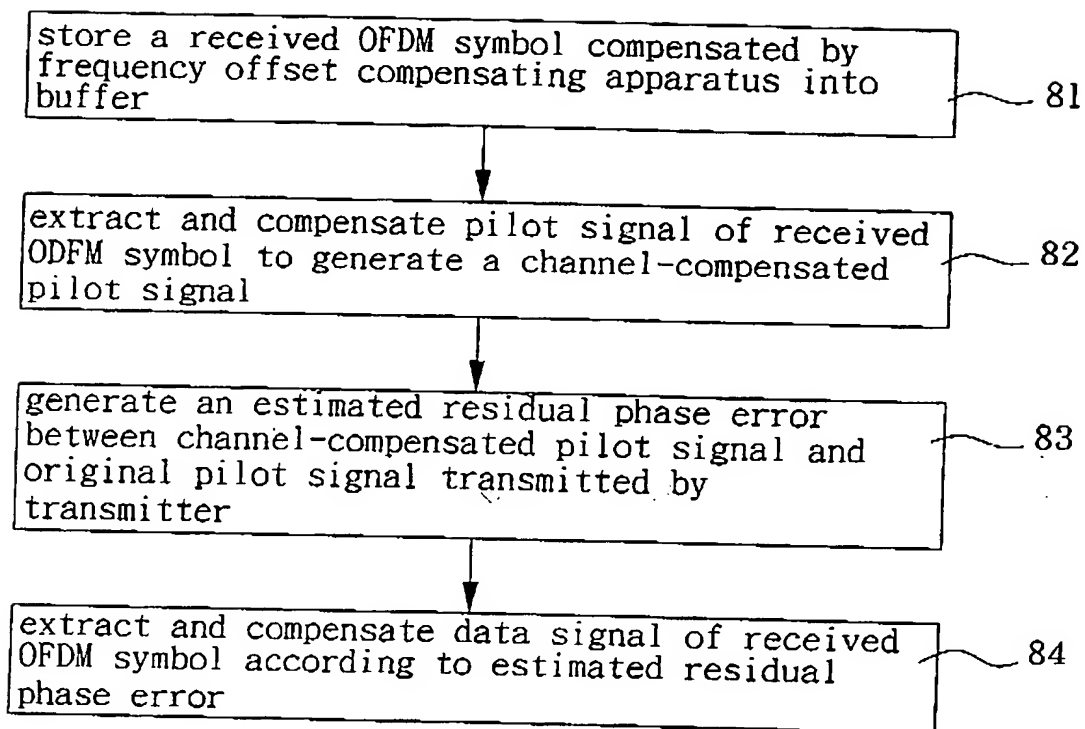 store a received OFDM symbol compensated by
frequency offset compensating apparatus into
buffer
81
extract and compensate pilot signal of received
ODFM symbol to generate a channel-compensated
pilot signal
82
generate an estimated residual phase error
between channel-compensated pilot signal and
original pilot signal transmitted by
transmitter
83
extract and compensate data signal of received
OFDM symbol according to estimated residual
phase error
84